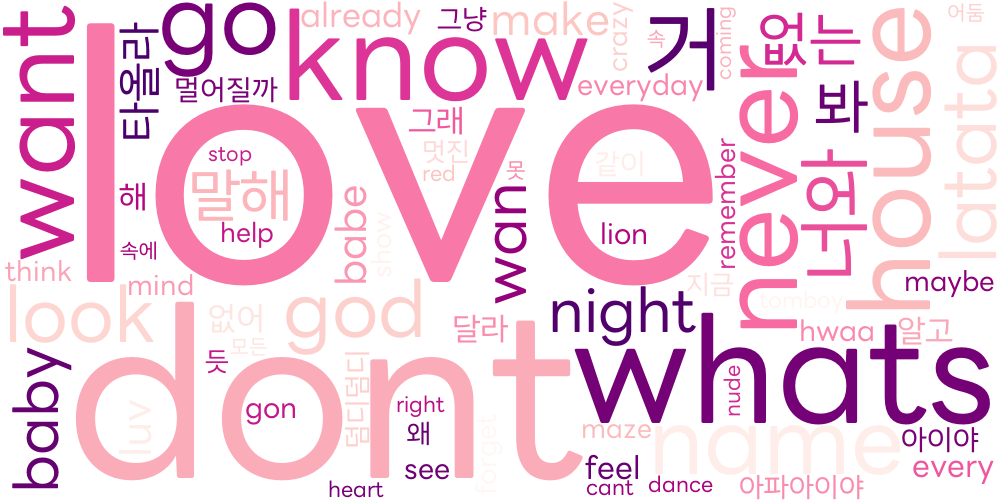 want
타올라
go
already
그냥
make
crazy
속
거
coming
없는
어둠
멀어질까
know
everyday
never
봐
house
latata
love
그래
멋진
red
못
같이
stop
말해
help
해
속에
babe
show
wan
lion
remember
너와
think
mind
지금
tomboy
maybe
look
없어
모든
god
달라
night
hwaa
알고
baby
luv
dont
듯
gon
덤디덤디
right
왜
see
heart
forget
whats
nude
maze
name
feel
cant
dance
아이야
every
아파아이야